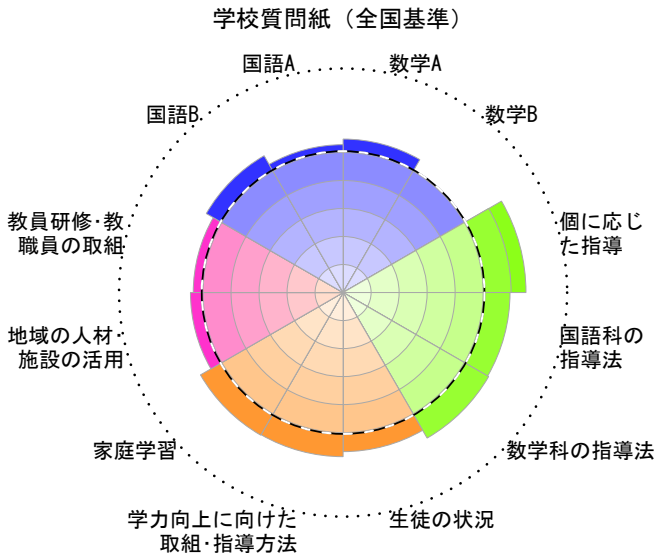 学校質問紙（全国基準）
国語A
数学A
国語B
数学B
教員研修・教
職員の取組
個に応じ
た指導
地域の人材・
施設の活用
国語科の
指導法
家庭学習
数学科の指導法
学力向上に向けた
取組・指導方法
生徒の状況